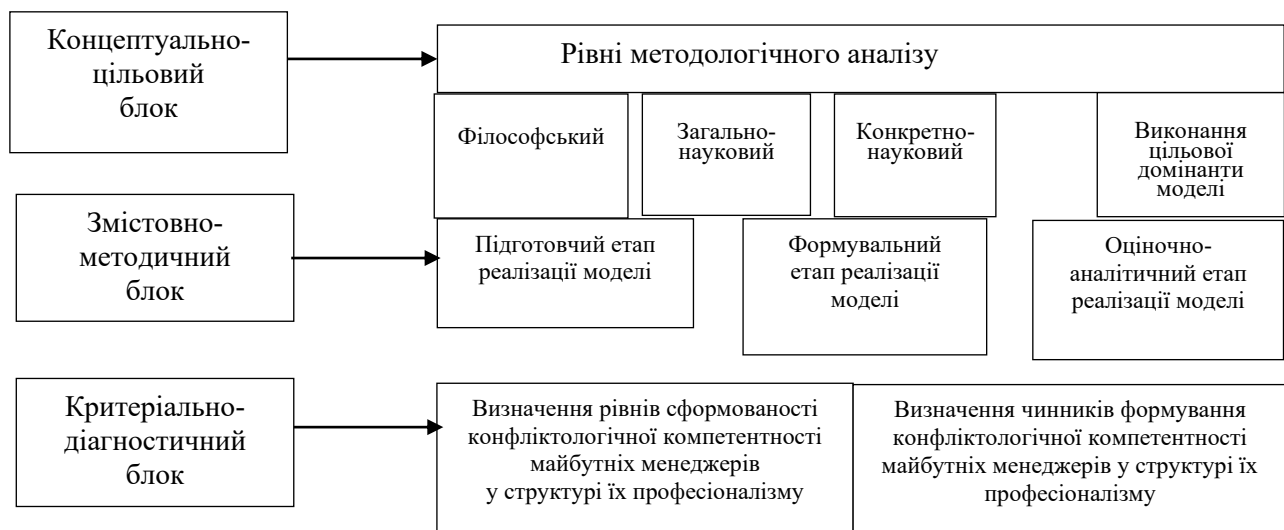 Концептуально-
цільовий
блок
Рівні методологічного аналізу
Філософський
Загально-
науковий
Конкретно-
науковий
Виконання
цільової
домінанти
моделі
Змістовно-
методичний
блок
Підготовчий етап
реалізації моделі
Формувальний
етап реалізації
моделі
Оціночно-
аналітичний етап
реалізації моделі
Критеріально-
діагностичний
блок
Визначення рівнів сформованості
конфліктологічної компетентності
майбутніх менеджерів
у структурі їх професіоналізму
Визначення чинників формування
конфліктологічної компетентності
майбутніх менеджерів у структурі їх
професіоналізму